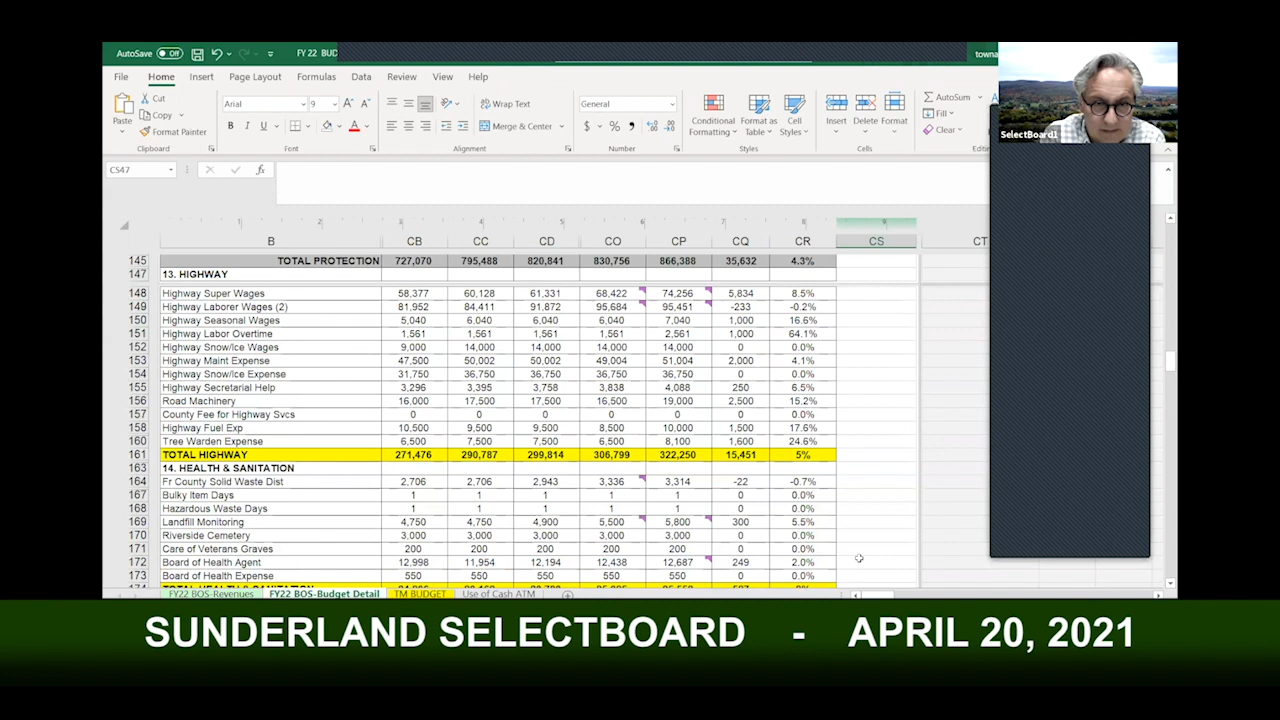 AutoSave Off FY 22 BUD towna
File Home Insert Page Layout Formulas Data Review View Help
Paste Cut Copy Format Painter Clipboard
Arial 9 B I U A Font
Wrap Text Merge & Center Alignment
General $ % , Number
Conditional Formatting Format as Table Cell Styles Styles
Insert Delete Format Cells
AutoSum Fill Clear
SelectBoard1
CS47 fx
1 2 3 4 5 6 7 8 9
B CB CC CD CO CP CQ CR CS CT
145 TOTAL PROTECTION 727,070 795,488 820,841 830,756 866,388 35,632 4.3%
147 13. HIGHWAY
148 Highway Super Wages 58,377 60,128 61,331 68,422 74,256 5,834 8.5%
149 Highway Laborer Wages (2) 81,952 84,411 91,872 95,684 95,451 -233 -0.2%
150 Highway Seasonal Wages 5,040 6,040 6,040 6,040 7,040 1,000 16.6%
151 Highway Labor Overtime 1,561 1,561 1,561 1,561 2,561 1,000 64.1%
152 Highway Snow/Ice Wages 9,000 14,000 14,000 14,000 14,000 0 0.0%
153 Highway Maint Expense 47,500 50,002 50,002 49,004 51,004 2,000 4.1%
154 Highway Snow/Ice Expense 31,750 36,750 36,750 36,750 36,750 0 0.0%
155 Highway Secretarial Help 3,296 3,395 3,758 3,838 4,088 250 6.5%
156 Road Machinery 16,000 17,500 17,500 16,500 19,000 2,500 15.2%
157 County Fee for Highway Svcs 0 0 0 0 0 0 0.0%
158 Highway Fuel Exp 10,500 9,500 9,500 8,500 10,000 1,500 17.6%
160 Tree Warden Expense 6,500 7,500 7,500 6,500 8,100 1,600 24.6%
161 TOTAL HIGHWAY 271,476 290,787 299,814 306,799 322,250 15,451 5%
163 14. HEALTH & SANITATION
164 Fr County Solid Waste Dist 2,706 2,706 2,943 3,336 3,314 -22 -0.7%
167 Bulky Item Days 1 1 1 1 1 0 0.0%
168 Hazardous Waste Days 1 1 1 1 1 0 0.0%
169 Landfill Monitoring 4,750 4,750 4,900 5,500 5,800 300 5.5%
170 Riverside Cemetery 3,000 3,000 3,000 3,000 3,000 0 0.0%
171 Care of Veterans Graves 200 200 200 200 200 0 0.0%
172 Board of Health Agent 12,998 11,954 12,194 12,438 12,687 249 2.0%
173 Board of Health Expense 550 550 550 550 550 0 0.0%
FY22 BOS-Revenues FY22 BOS-Budget Detail TM BUDGET Use of Cash ATM
SUNDERLAND SELECTBOARD - APRIL 20, 2021